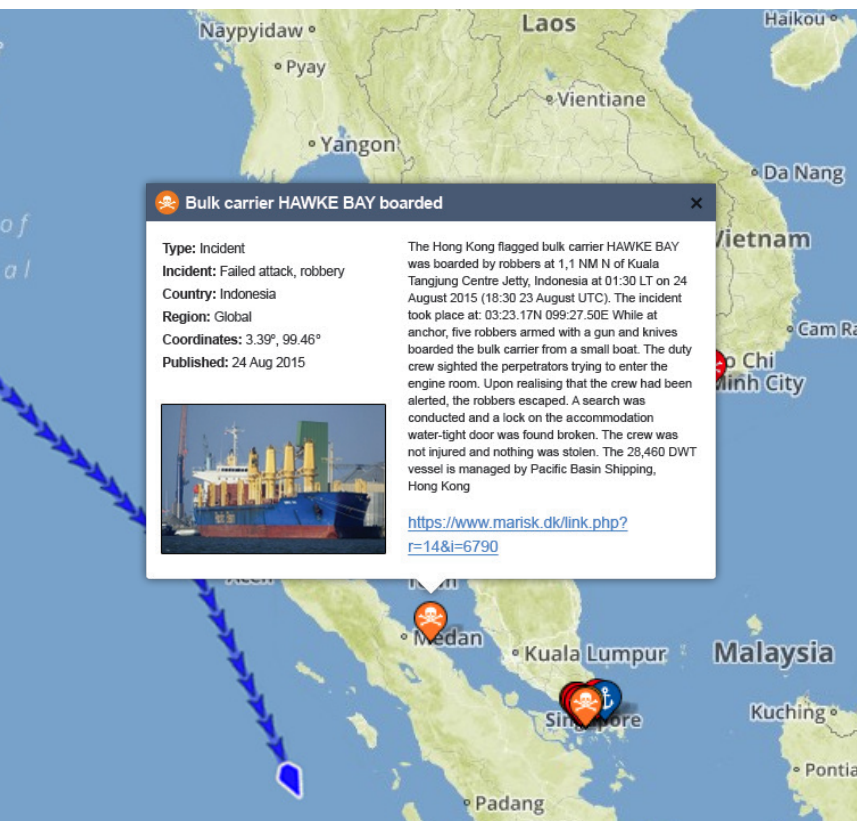 Laos
Haikou
Naypyidaw
Pyay
Vientiane
Yangon
Da Nang
Bulk carrier HAWKE BAY boarded
×
of
al
Vietnam
Type: Incident
Incident: Failed attack, robbery
Country: Indonesia
Region: Global
Coordinates: 3.39°, 99.46°
Published: 24 Aug 2015
The Hong Kong flagged bulk carrier HAWKE BAY
was boarded by robbers at 1,1 NM N of Kuala
Tangjung Centre Jetty, Indonesia at 01:30 LT on 24
August 2015 (18:30 23 August UTC). The incident
took place at: 03:23.17N 099:27.50E While at
anchor, five robbers armed with a gun and knives
boarded the bulk carrier from a small boat. The duty
crew sighted the perpetrators trying to enter the
engine room. Upon realising that the crew had been
alerted, the robbers escaped. A search was
conducted and a lock on the accommodation
water-tight door was found broken. The crew was
not injured and nothing was stolen. The 28,460 DWT
vessel is managed by Pacific Basin Shipping,
Hong Kong
https://www.marisk.dk/link.php?
r=14&i=6790
Cam Ra
o Chi
Minh City
Medan
Kuala Lumpur
Malaysia
Singapore
Kuching
Pontia
Padang